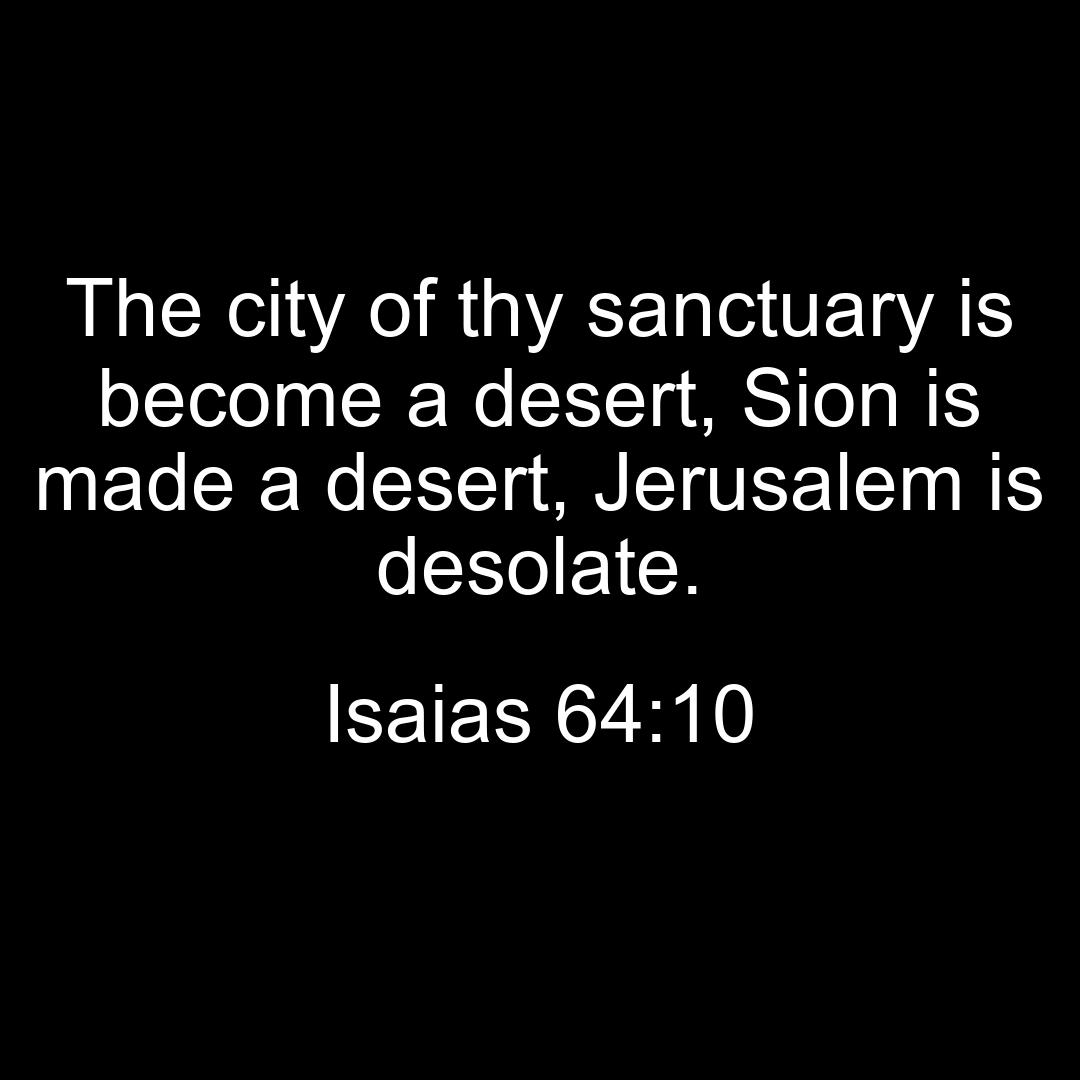 The city of thy sanctuary is
become a desert, Sion is
made a desert, Jerusalem is
desolate.
Isaias 64:10